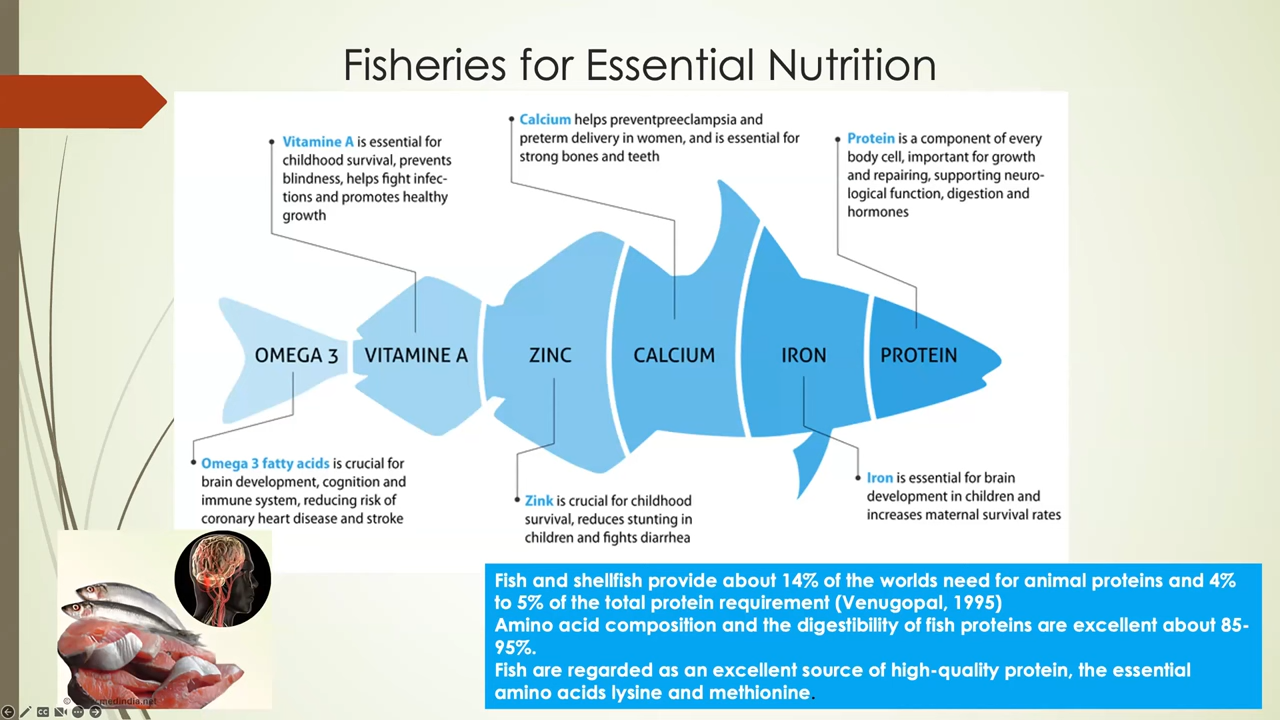 Fisheries for Essential Nutrition
Calcium helps preventpreeclampsia and
preterm delivery in women, and is essential for
strong bones and teeth
Vitamine A is essential for
childhood survival, prevents
blindness, helps fight infec-
tions and promotes healthy
growth
Protein is a component of every
body cell, important for growth
and repairing, supporting neuro-
logical function, digestion and
hormones
OMEGA 3
VITAMINE A
ZINC
CALCIUM
IRON
PROTEIN
Omega 3 fatty acids is crucial for
brain development, cognition and
immune system, reducing risk of
coronary heart disease and stroke
Zink is crucial for childhood
survival, reduces stunting in
children and fights diarrhea
Iron is essential for brain
development in children and
increases maternal survival rates
Fish and shellfish provide about 14% of the worlds need for animal proteins and 4%
to 5% of the total protein requirement (Venugopal, 1995)
Amino acid composition and the digestibility of fish proteins are excellent about 85-
95%.
Fish are regarded as an excellent source of high-quality protein, the essential
amino acids lysine and methionine.